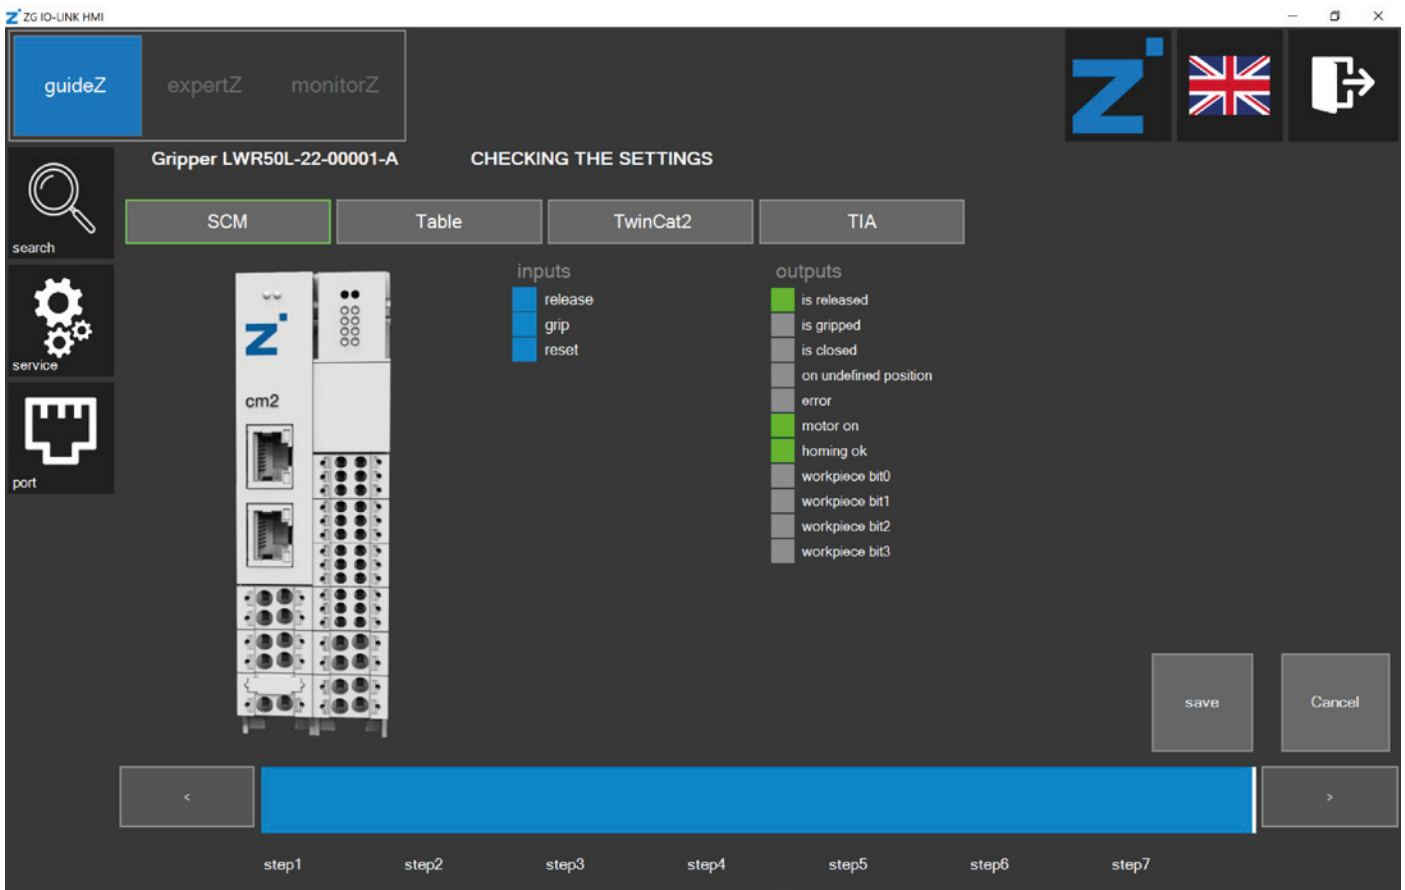 ZG IO-LINK HMI
guideZ expertZ monitorZ
Gripper LWR50L-22-00001-A CHECKING THE SETTINGS
search
SCM Table TwinCat2 TIA
service
port
cm2
inputs
release
grip
reset
outputs
is released
is gripped
is closed
on undefined position
error
motor on
homing ok
workpiece bit0
workpiece bit1
workpiece bit2
workpiece bit3
save Cancel
< >
step1 step2 step3 step4 step5 step6 step7